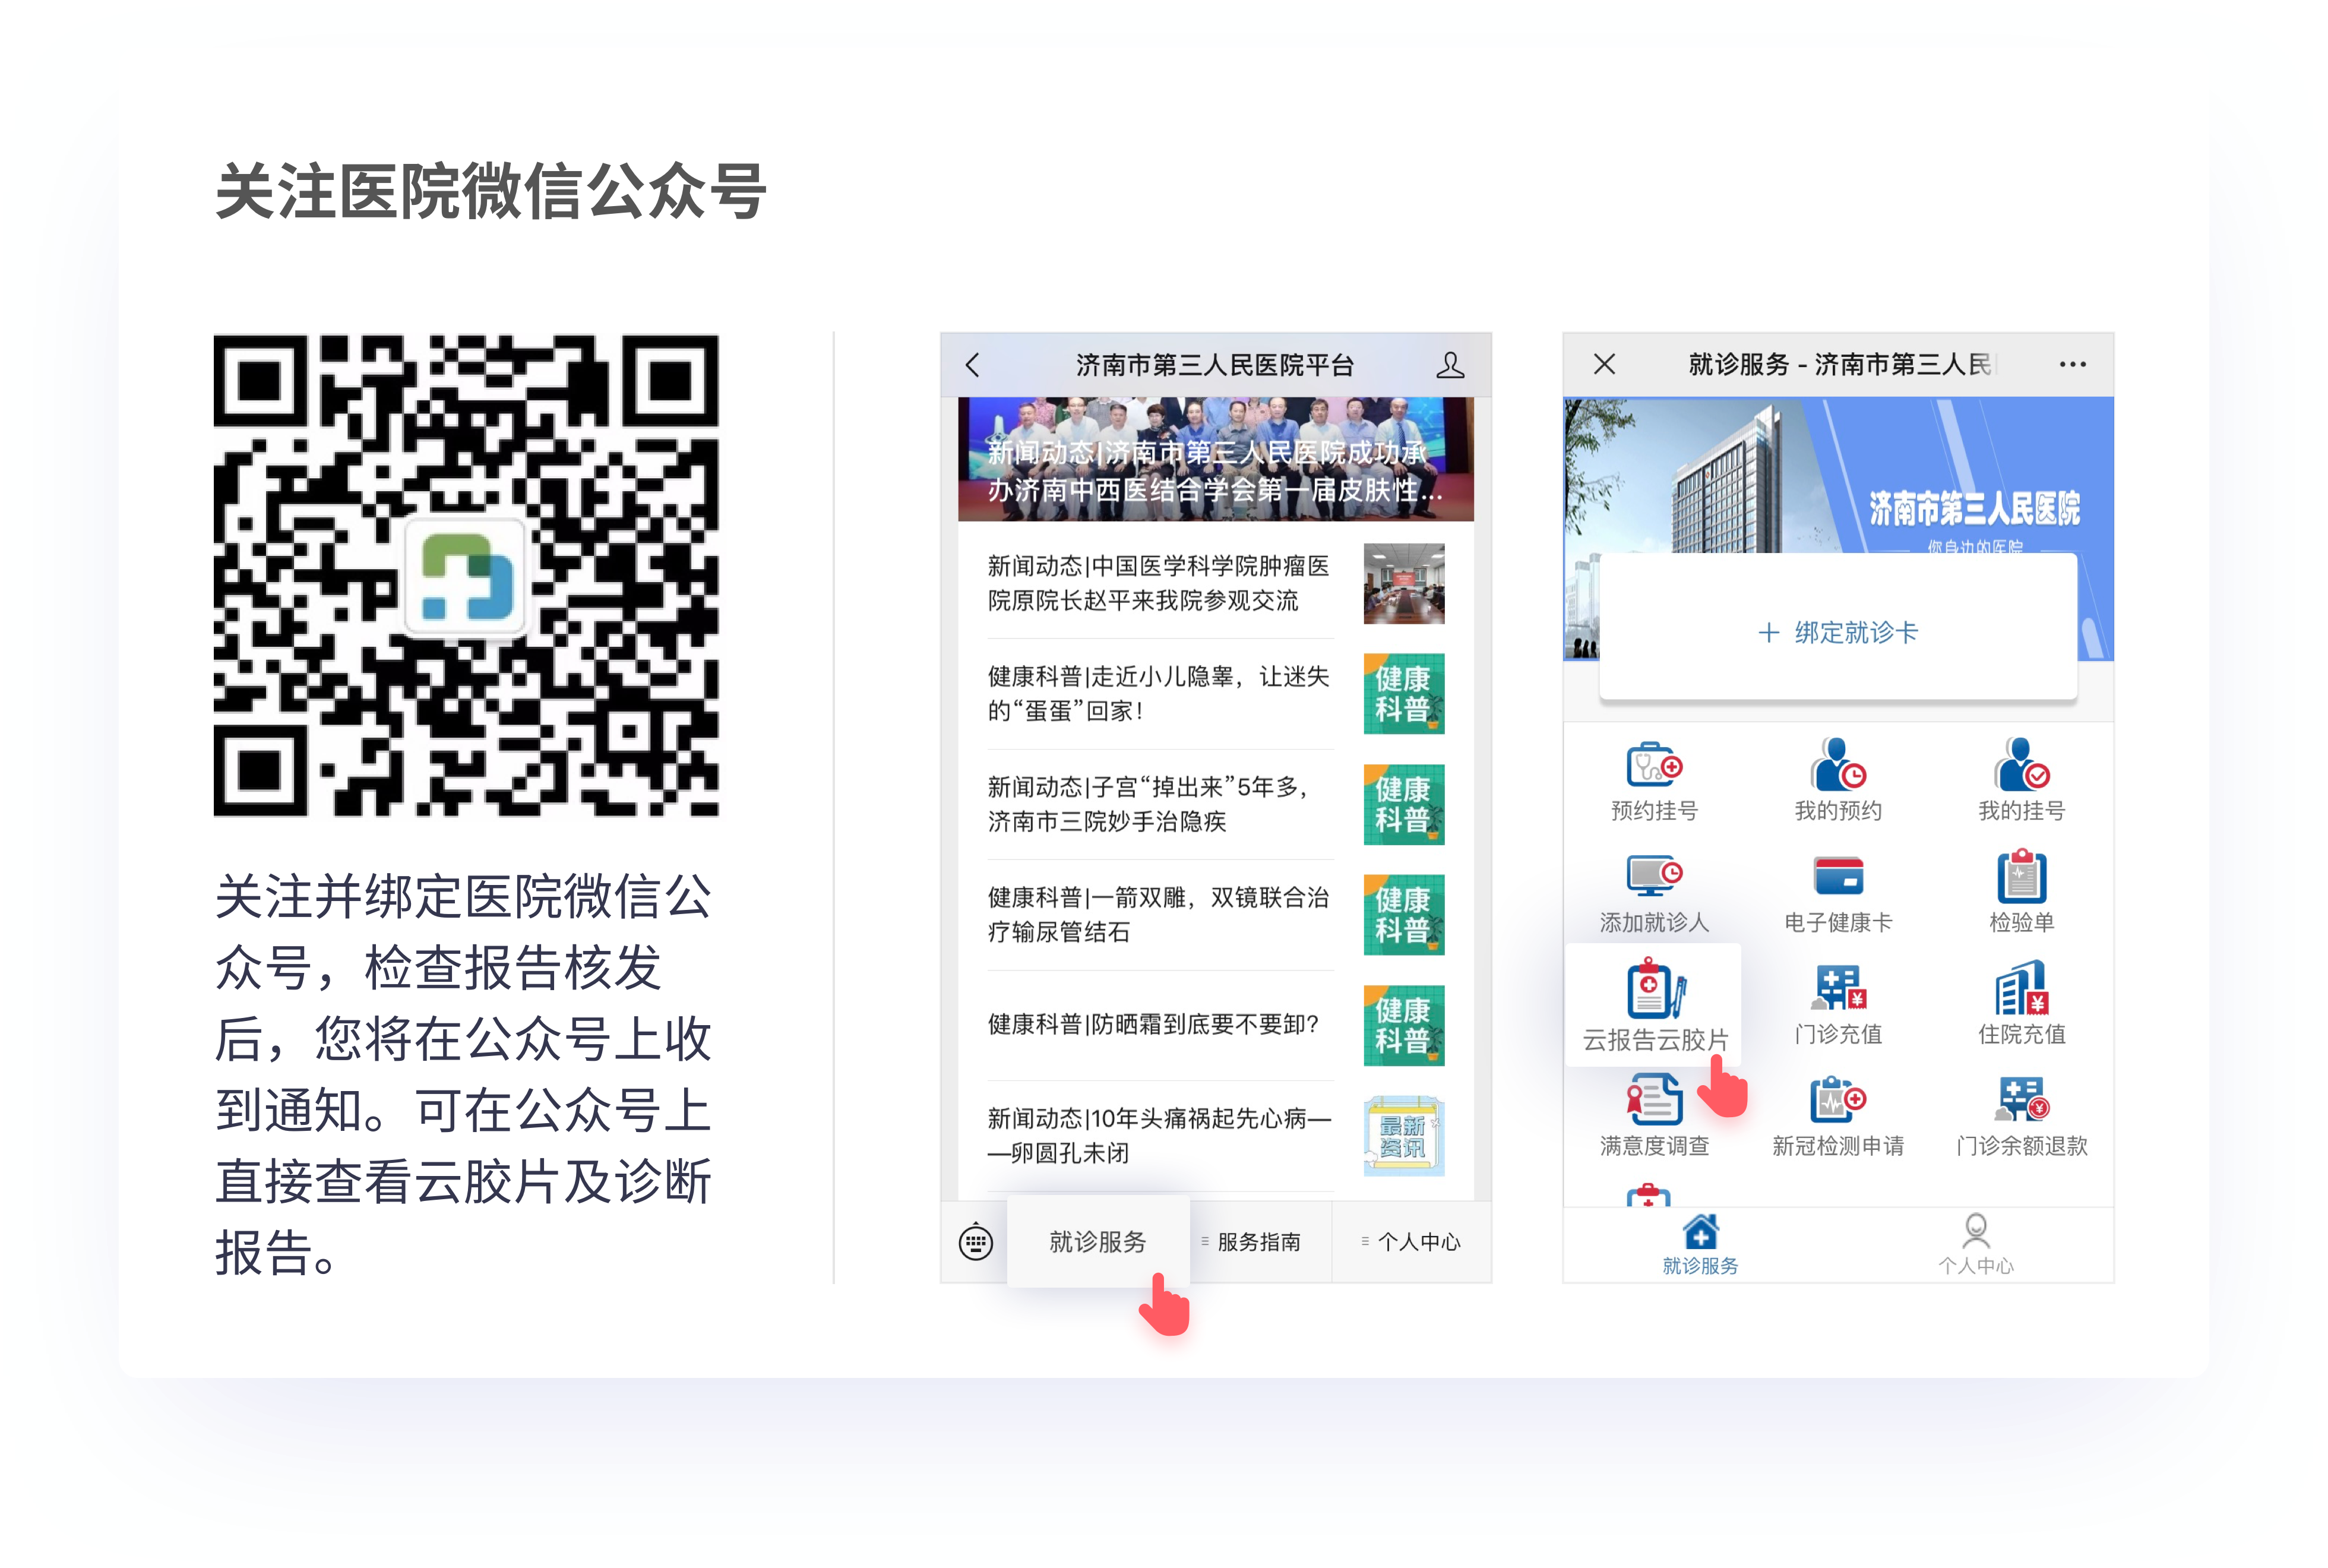 关注医院微信公众号
关注并绑定医院微信公
众号，检查报告核发
后，您将在公众号上收
到通知。可在公众号上
直接查看云胶片及诊断
报告。
济南市第三人民医院平台
新闻动态|济南市第三人民医院成功承
办济南中西医结合学会第一届皮肤性...
新闻动态|中国医学科学院肿瘤医
院原院长赵平来我院参观交流
健康科普|走近小儿隐睾，让迷失
的“蛋蛋”回家！
健康
科普
新闻动态|子宫“掉出来”5年多，
济南市三院妙手治隐疾
健康
科普
健康科普|一箭双雕，双镜联合治
疗输尿管结石
健康
科普
健康科普|防晒霜到底要不要卸？
健康
科普
新闻动态|10年头痛祸起先心病—
—卵圆孔未闭
最新
资讯
就诊服务
服务指南
个人中心
就诊服务 - 济南市第三人民
济南市第三人民医院
您身边的医院
+ 绑定就诊卡
预约挂号 我的预约 我的挂号
添加就诊人 电子健康卡 检验单
云报告云胶片 门诊充值 住院充值
满意度调查 新冠检测申请 门诊余额退款
就诊服务 个人中心